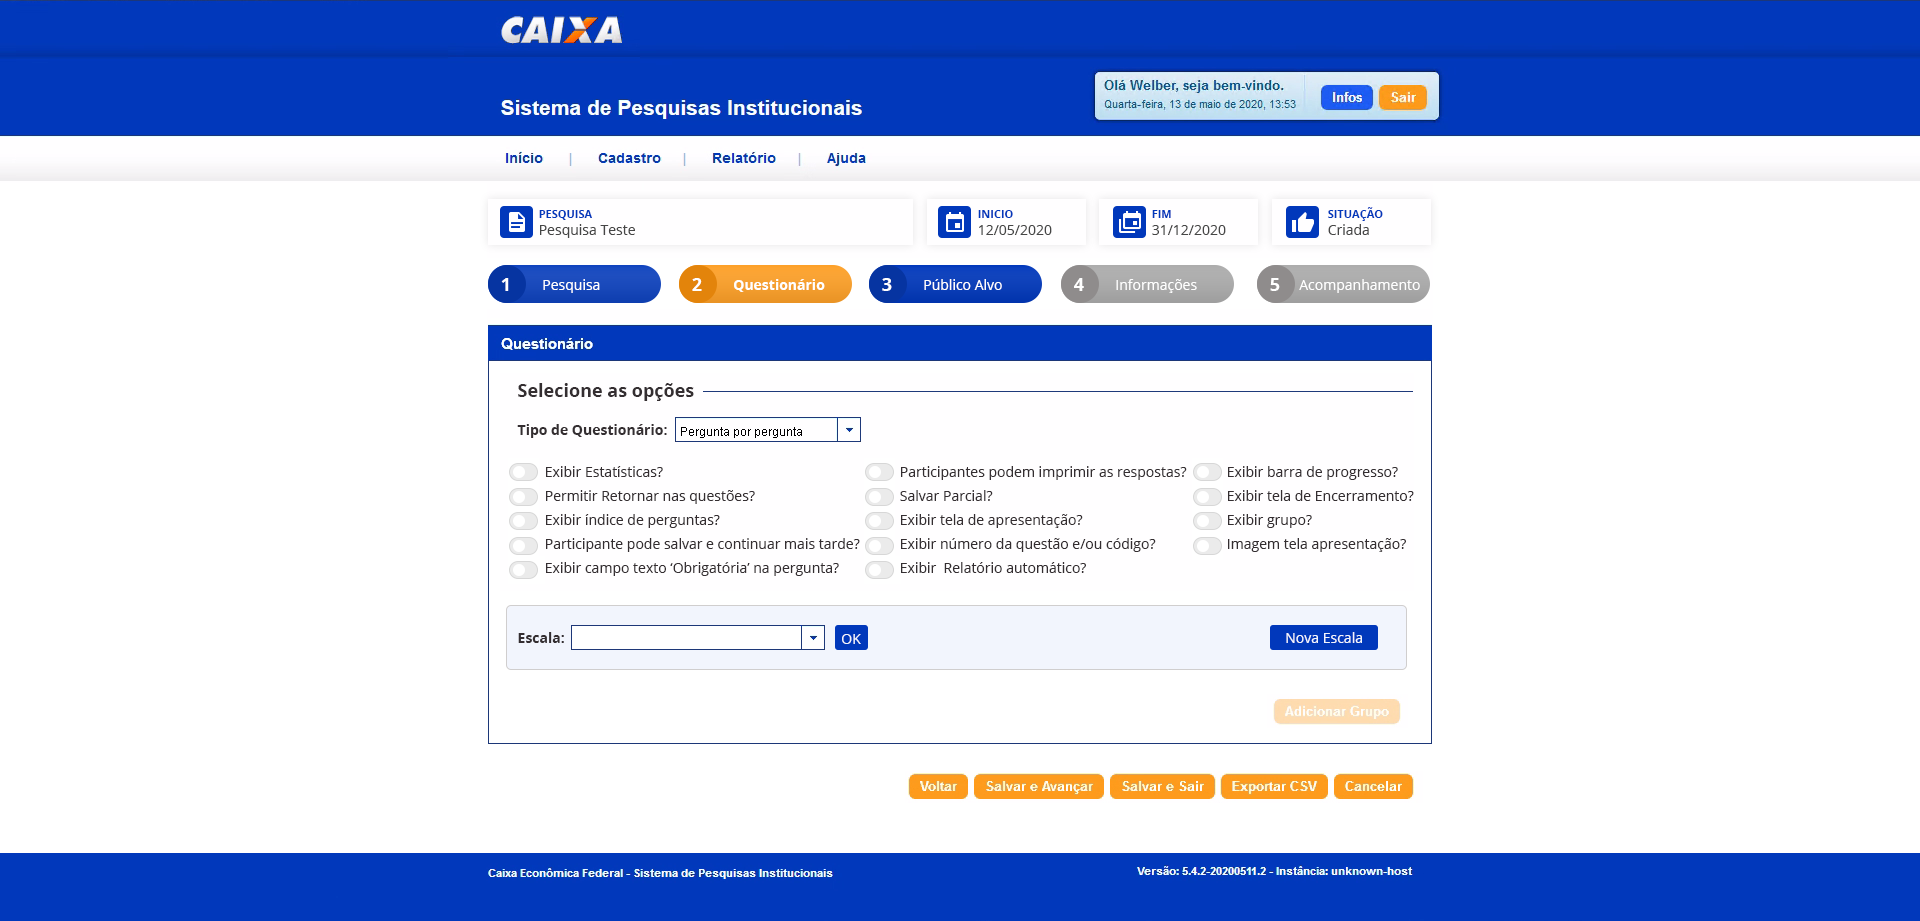 CAIXA
Sistema de Pesquisas Institucionais
Olá Welber, seja bem-vindo.
Quarta-feira, 13 de maio de 2020, 13:53
Infos
Sair
Início | Cadastro | Relatório | Ajuda
PESQUISA
Pesquisa Teste
INICIO
12/05/2020
FIM
31/12/2020
SITUAÇÃO
Criada
1 Pesquisa
2 Questionário
3 Público Alvo
4 Informações
5 Acompanhamento
Questionário
Selecione as opções
Tipo de Questionário: Pergunta por pergunta
Exibir Estatísticas?
Participantes podem imprimir as respostas?
Exibir barra de progresso?
Permitir Retornar nas questões?
Salvar Parcial?
Exibir tela de Encerramento?
Exibir índice de perguntas?
Exibir tela de apresentação?
Exibir grupo?
Participante pode salvar e continuar mais tarde?
Exibir número da questão e/ou código?
Imagem tela apresentação?
Exibir campo texto ‘Obrigatória’ na pergunta?
Exibir Relatório automático?
Escala:
OK
Nova Escala
Adicionar Grupo
Voltar
Salvar e Avançar
Salvar e Sair
Exportar CSV
Cancelar
Caixa Econômica Federal - Sistema de Pesquisas Institucionais
Versão: 5.4.2-20200511.2 - Instância: unknown-host